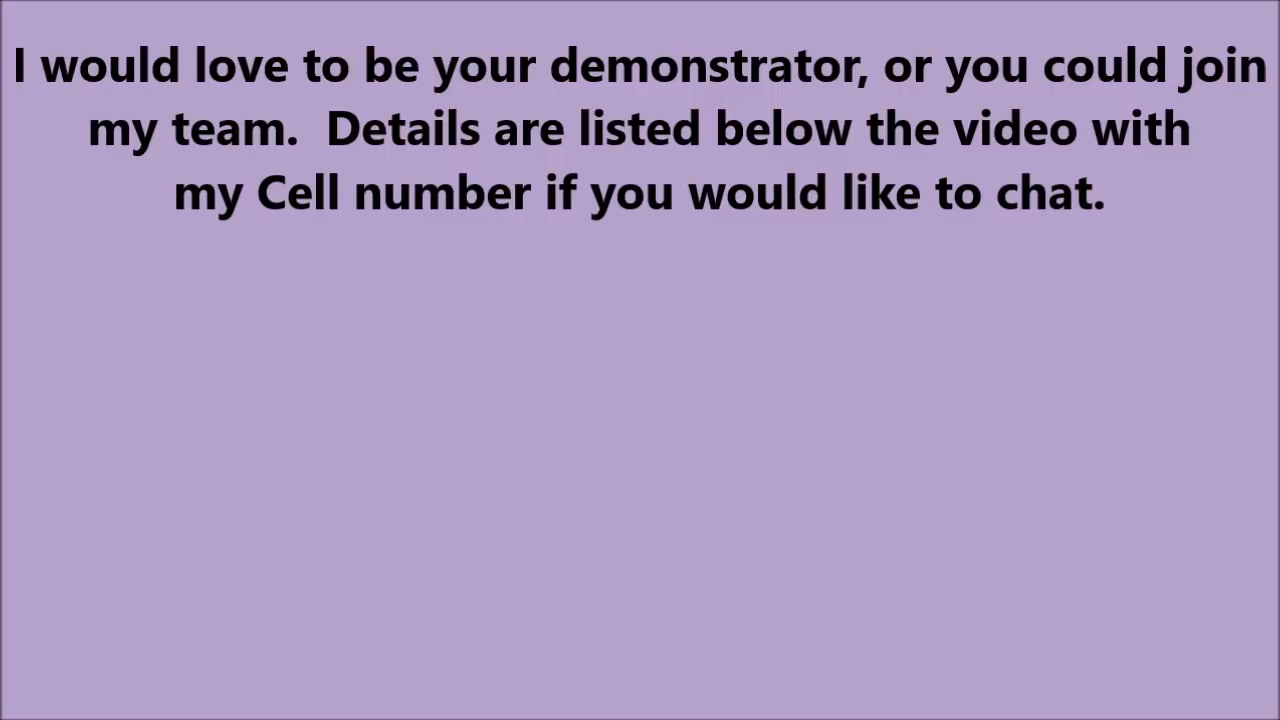 I would love to be your demonstrator, or you could join
my team.  Details are listed below the video with
my Cell number if you would like to chat.